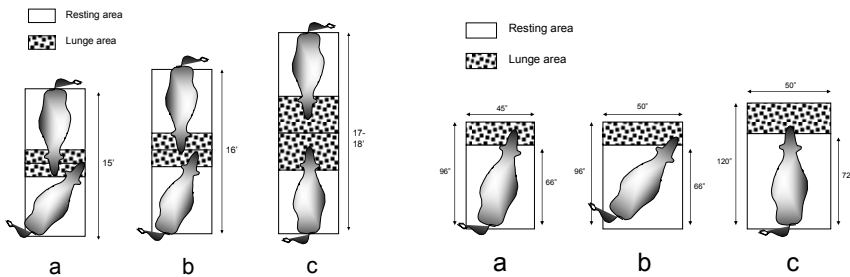 Resting area
Lunge area
15'
16'
17-
18'
a
b
c
Resting area
Lunge area
45"
96"
66"
50"
96"
66"
50"
120"
72
a
b
c